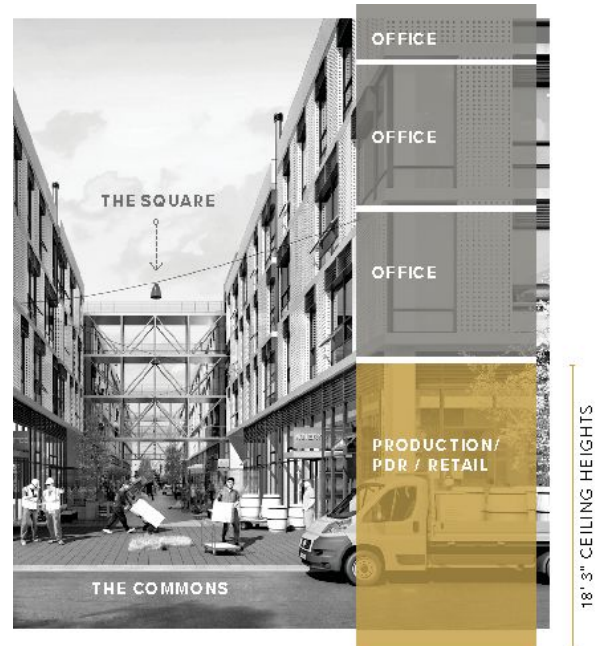 OFFICE
OFFICE
THE SQUARE
OFFICE
PRODUCTION/
PDR / RETAIL
THE COMMONS
18' 3" CEILING HEIGHTS